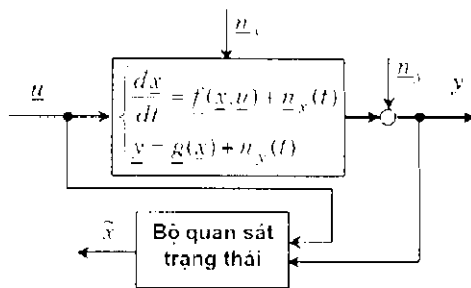 n_x
u
dx/dt = f(x,u) + n_x(t)
y = g(x) + n_y(t)
n_y
y
x̃
Bộ quan sát
trạng thái